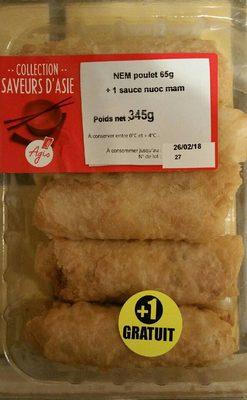 ·· COLLECTION ··
SAVEURS D'ASIE
Agis
NEM poulet 65g
+ 1 sauce nuoc mam
Poids net : 345g
A conserver entre 0°C et + 4°C
A consommer jusqu'au : 26/02/18
N° de lot : 27
+1
GRATUIT